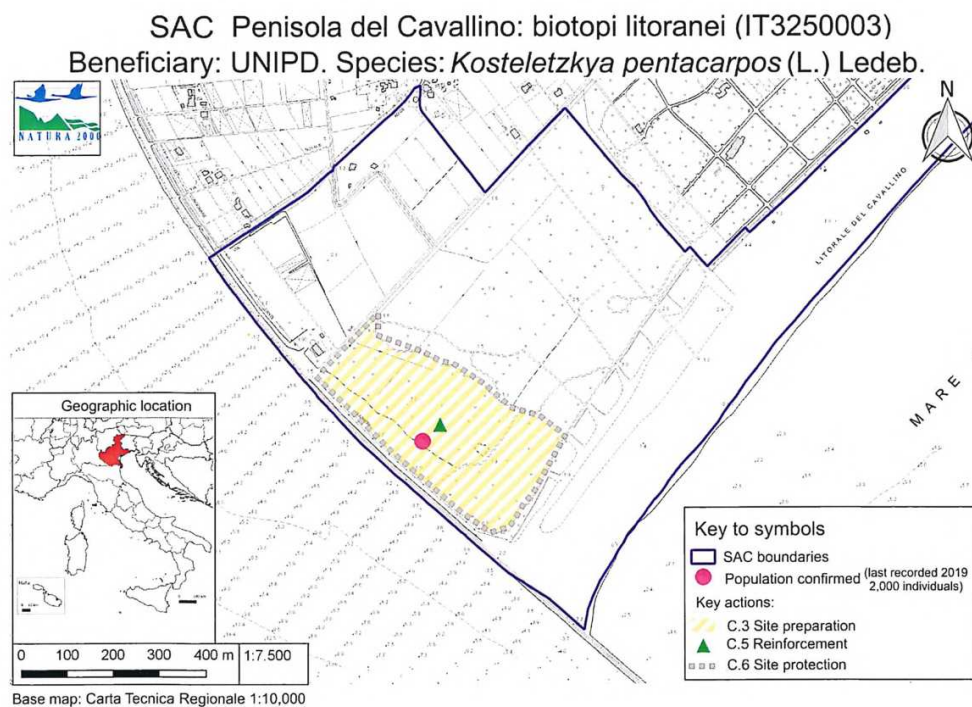 SAC Penisola del Cavallino: biotopi litoranei (IT3250003)
Beneficiary: UNIPD. Species: Kosteletzkya pentacarpos (L.) Ledeb.
NATURA 2000
N
LITORALE DEL CAVALLINO
MARE
Geographic location
Malta
0 100 200 300 400 m
1:7.500
Base map: Carta Tecnica Regionale 1:10,000
Key to symbols
SAC boundaries
Population confirmed (last recorded 2019
2,000 individuals)
Key actions:
C.3 Site preparation
C.5 Reinforcement
C.6 Site protection